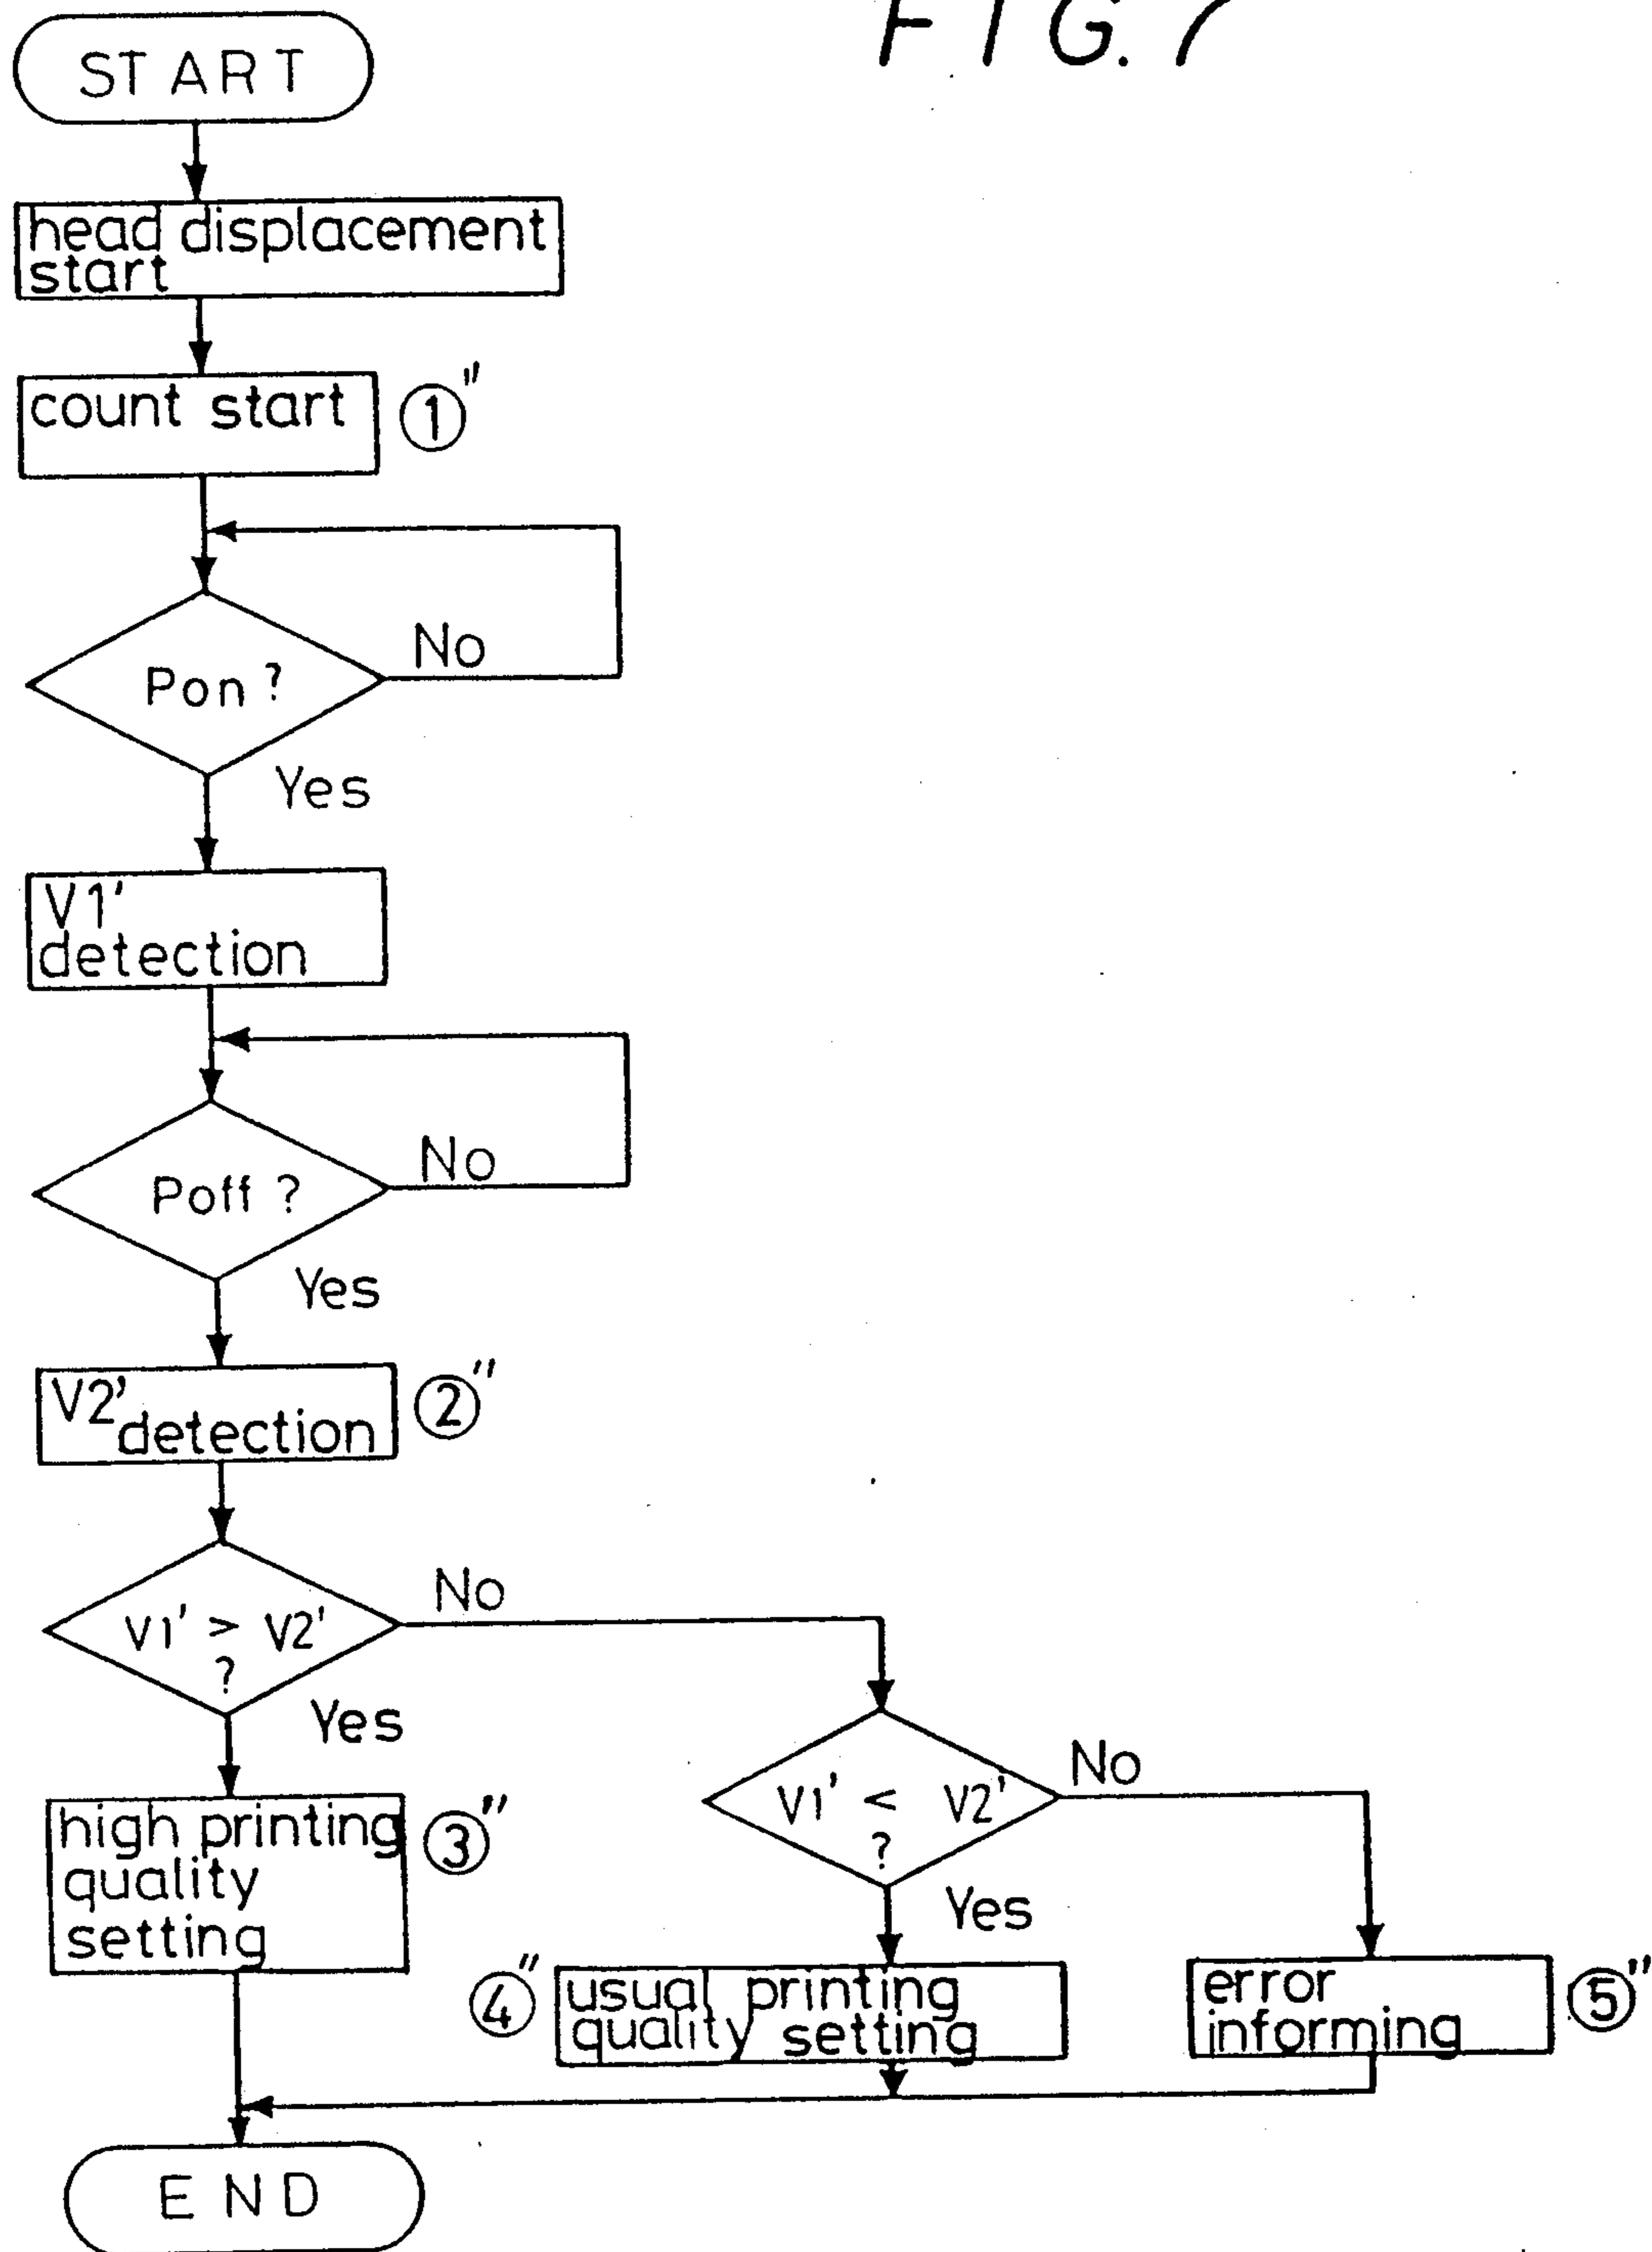 FIG. 7
START
head displacement
start
count start
①"
No
Pon ?
Yes
V1'
detection
No
Poff ?
Yes
V2'
detection
②"
No
V1' > V2'
?
Yes
No
V1' < V2'
?
Yes
high printing
quality
setting
③"
④"
usual printing
quality setting
error
informing
⑤"
END